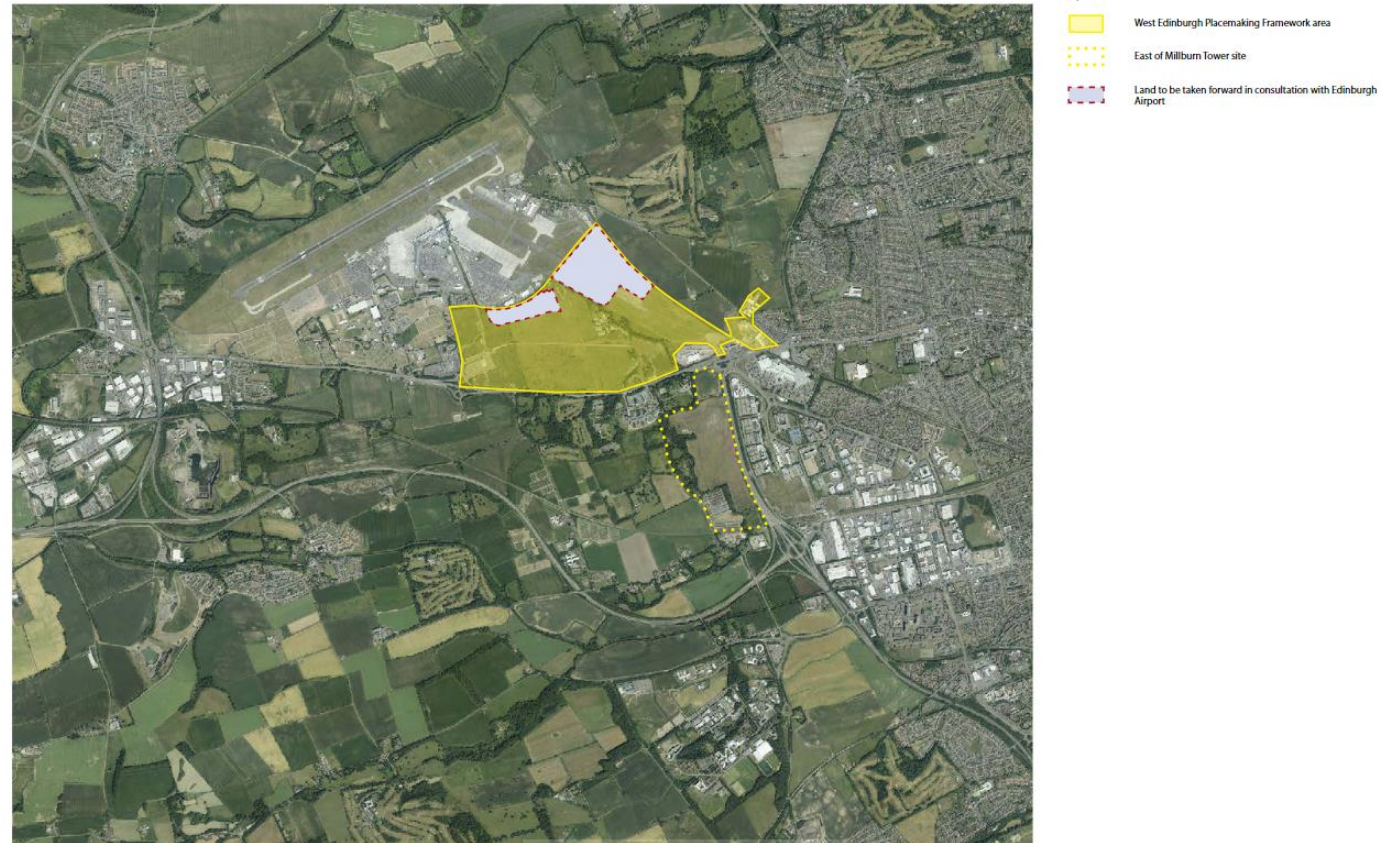 West Edinburgh Placemaking Framework area
East of Millburn Tower site
Land to be taken forward in consultation with Edinburgh
Airport